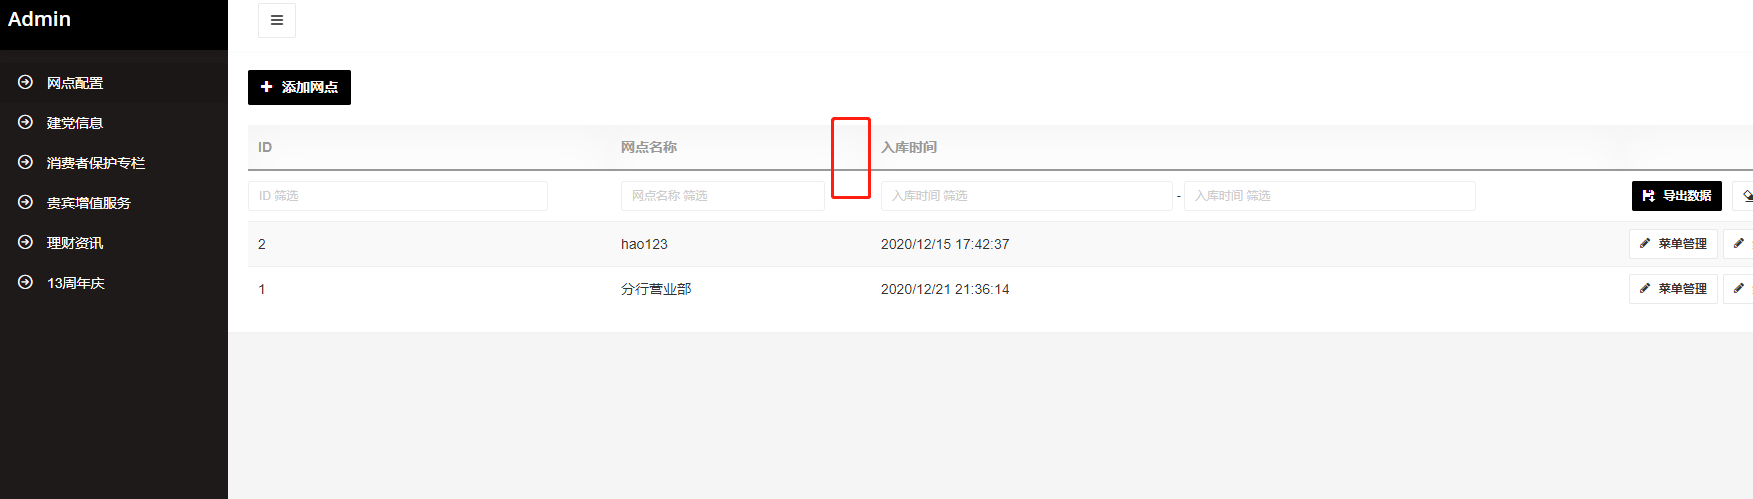 Admin
网点配置
建党信息
消费者保护专栏
贵宾增值服务
理财资讯
13周年庆
添加网点
ID 网点名称 入库时间
ID 筛选 网点名称 筛选 入库时间 筛选 - 入库时间 筛选 导出数据
2 hao123 2020/12/15 17:42:37 菜单管理
1 分行营业部 2020/12/21 21:36:14 菜单管理